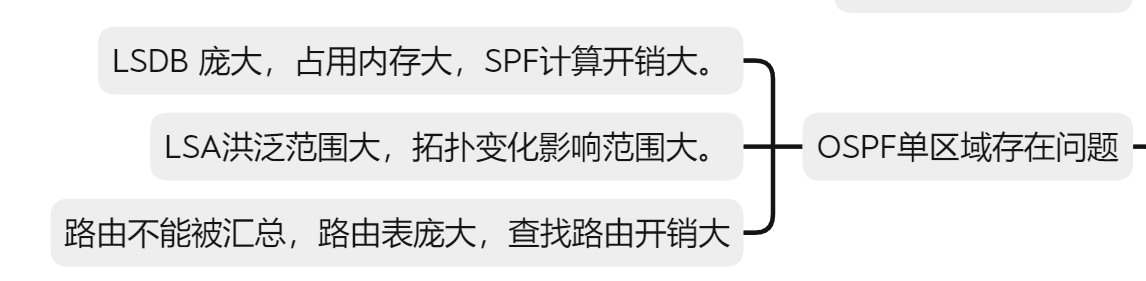 LSDB 庞大，占用内存大，SPF计算开销大。
LSA洪泛范围大，拓扑变化影响范围大。
OSPF单区域存在问题
路由不能被汇总，路由表庞大，查找路由开销大